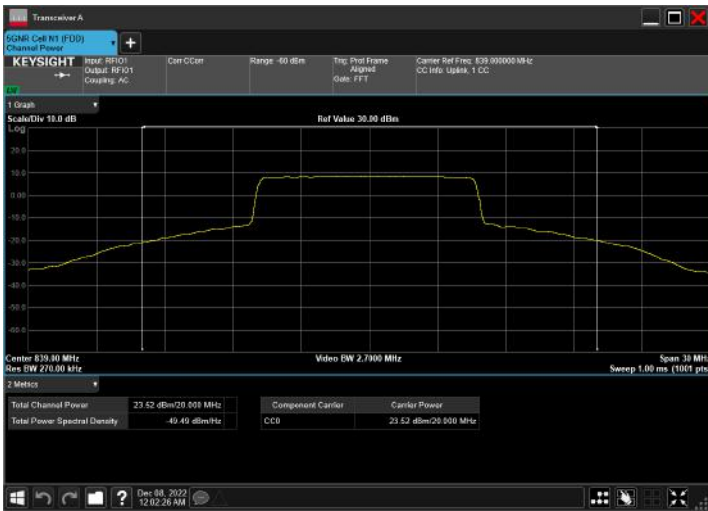 Transceiver A
5GNR Cell N1 (FDD)
Channel Power
KEYSIGHT
Input: RFIO1
Output: RFIO1
Coupling: AC
Corr CCorr
Range -60 dBm
Trig: Prot Frame
Aligned
Gate: FFT
Carrier Ref Freq: 839.000000 MHz
CC Info: Uplink, 1 CC
1 Graph
Scale/Div 10.0 dB
Ref Value 30.00 dBm
Log
20.0
10.0
0.00
-10.0
-20.0
-30.0
-40.0
-50.0
-60.0
Center 839.00 MHz
Video BW 2.7000 MHz
Span 30 MH
Res BW 270.00 kHz
Sweep 1.00 ms (1001 pts
2 Metrics
Total Channel Power 23.52 dBm/20.000 MHz
Total Power Spectral Density -49.49 dBm/Hz
Component Carrier Carrier Power
CC0 23.52 dBm/20.000 MHz
?
Dec 08, 2022
12:02:26 AM